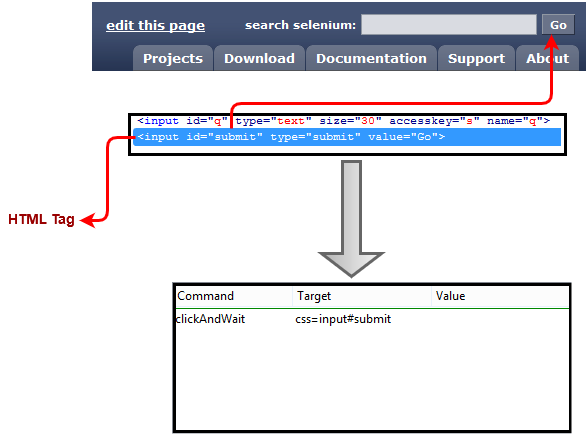 edit this page search selenium: Go
Projects Download Documentation Support About
<input id="q" type="text" size="30" accesskey="s" name="q">
<input id="submit" type="submit" value="Go">
HTML Tag
Command Target Value
clickAndWait css=input#submit